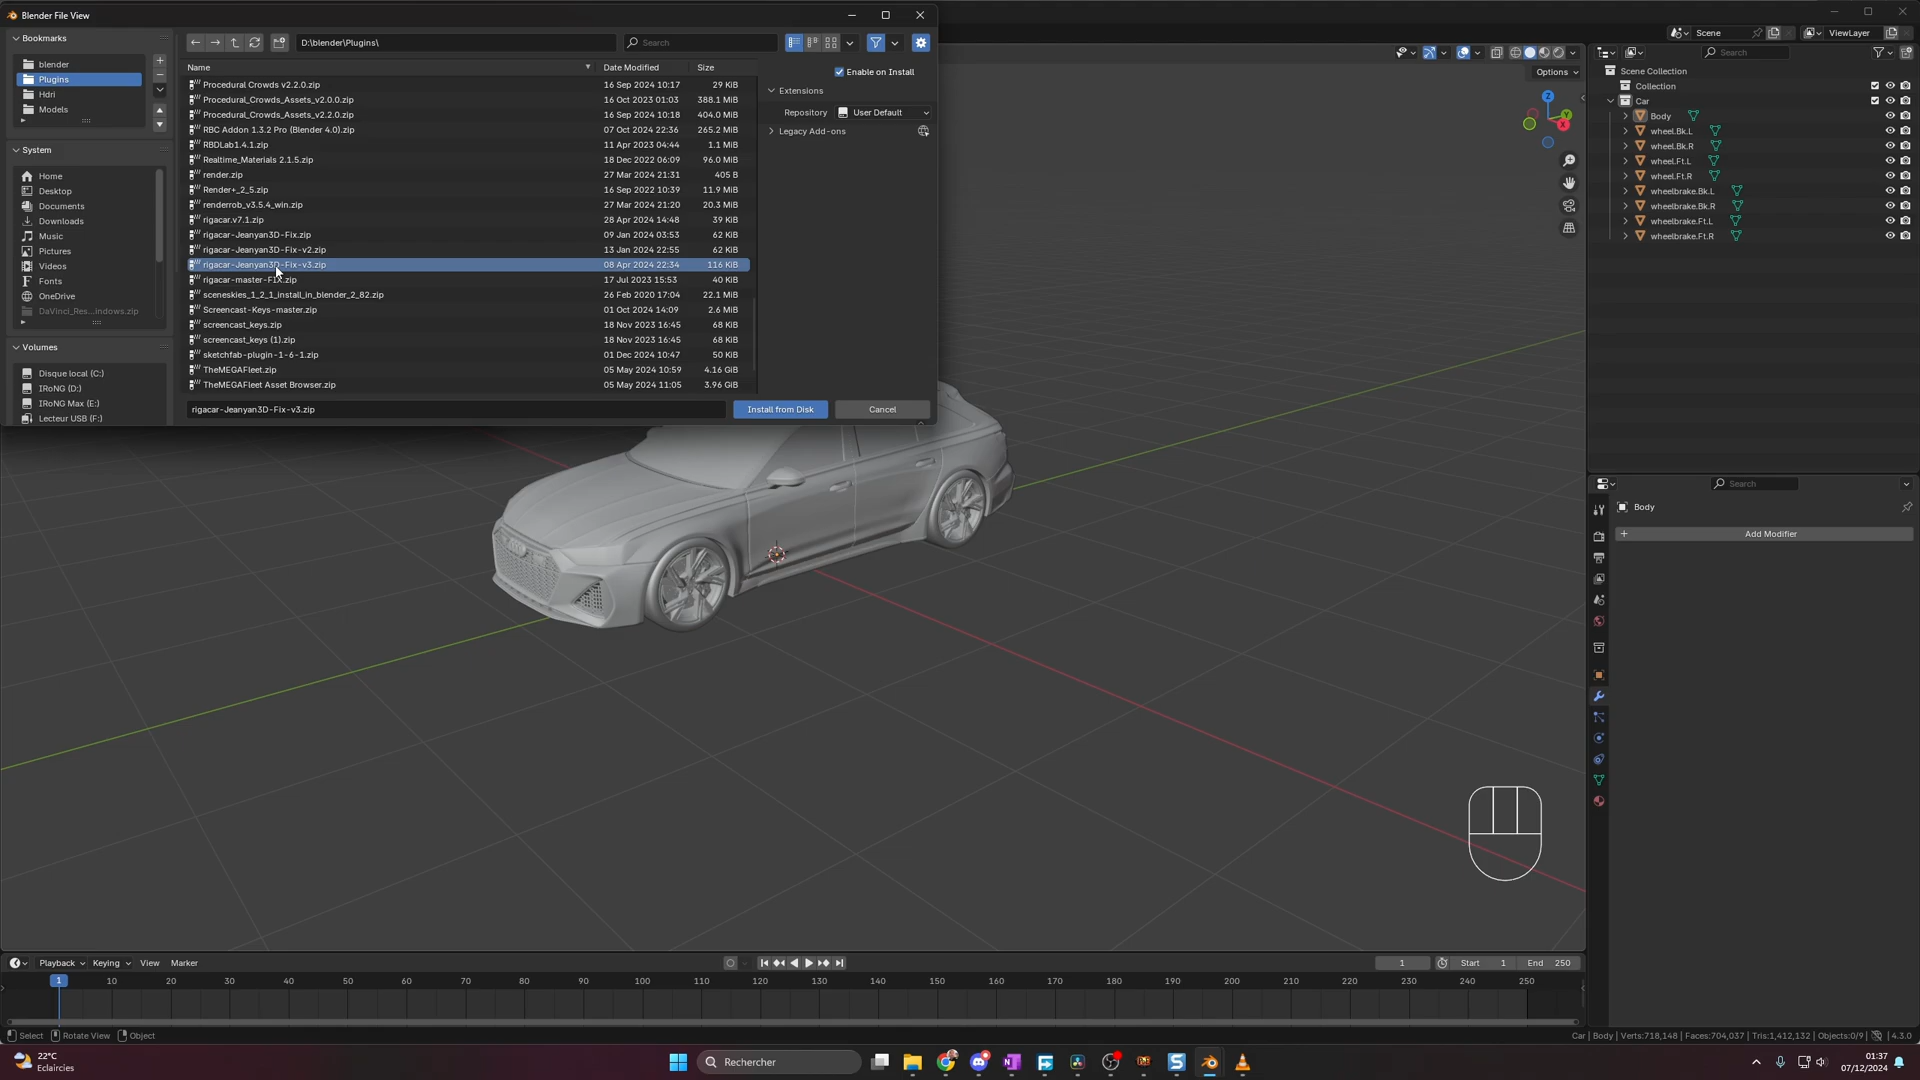 Blender File View
Bookmarks
blender
Plugins
Hdri
Models
System
Home
Desktop
Documents
Downloads
Music
Pictures
Videos
Fonts
OneDrive
DaVinci_Res...indows.zip
Volumes
Disque local (C:)
IRoNG (D:)
IRoNG Max (E:)
Lecteur USB (F:)
D:\blender\Plugins\
Search
Name Date Modified Size
Procedural Crowds v2.2.0.zip 16 Sep 2024 10:17 29 KiB
Procedural_Crowds_Assets_v2.0.0.zip 16 Oct 2023 01:03 388.1 MiB
Procedural_Crowds_Assets_v2.2.0.zip 16 Sep 2024 10:18 404.0 MiB
RBC Addon 1.3.2 Pro (Blender 4.0).zip 07 Oct 2024 22:36 265.2 MiB
RBDLab1.4.1.zip 11 Apr 2023 04:44 1.1 MiB
Realtime_Materials 2.1.5.zip 18 Dec 2022 06:09 96.0 MiB
render.zip 27 Mar 2024 21:31 405 B
Render+_2_5.zip 16 Sep 2022 10:39 11.9 MiB
renderrob_v3.5.4_win.zip 27 Mar 2024 21:20 20.3 MiB
rigacar.v7.1.zip 28 Apr 2024 14:48 39 KiB
rigacar-Jeanyan3D-Fix.zip 09 Jan 2024 03:53 62 KiB
rigacar-Jeanyan3D-Fix-v2.zip 13 Jan 2024 22:55 62 KiB
rigacar-Jeanyan3D-Fix-v3.zip 08 Apr 2024 22:34 116 KiB
rigacar-master-FIX.zip 17 Jul 2023 15:53 40 KiB
sceneskies_1_2_1_install_in_blender_2_82.zip 26 Feb 2020 17:04 22.1 MiB
Screencast-Keys-master.zip 01 Oct 2024 14:09 2.6 MiB
screencast_keys.zip 18 Nov 2023 16:45 68 KiB
screencast_keys (1).zip 18 Nov 2023 16:45 68 KiB
sketchfab-plugin-1-6-1.zip 01 Dec 2024 10:47 50 KiB
TheMEGAFleet.zip 05 May 2024 10:59 4.16 GiB
TheMEGAFleet Asset Browser.zip 05 May 2024 11:05 3.96 GiB
rigacar-Jeanyan3D-Fix-v3.zip
Install from Disk
Cancel
Enable on Install
Extensions
Repository User Default
Legacy Add-ons
Options
Z
Y
X
Scene
ViewLayer
Search
Scene Collection
Collection
Car
Body
wheel.Bk.L
wheel.Bk.R
wheel.Ft.L
wheel.Ft.R
wheelbrake.Bk.L
wheelbrake.Bk.R
wheelbrake.Ft.L
wheelbrake.Ft.R
Search
Body
Add Modifier
Playback Keying View Marker
1 Start 1 End 250
1 10 20 30 40 50 60 70 80 90 100 110 120 130 140 150 160 170 180 190 200 210 220 230 240 250
Select Rotate View Object
Car | Body | Verts:718,148 | Faces:704,037 | Tris:1,412,132 | Objects:0/9 | 4.3.0
22°C
Eclaircies
Rechercher
01:37
07/12/2024